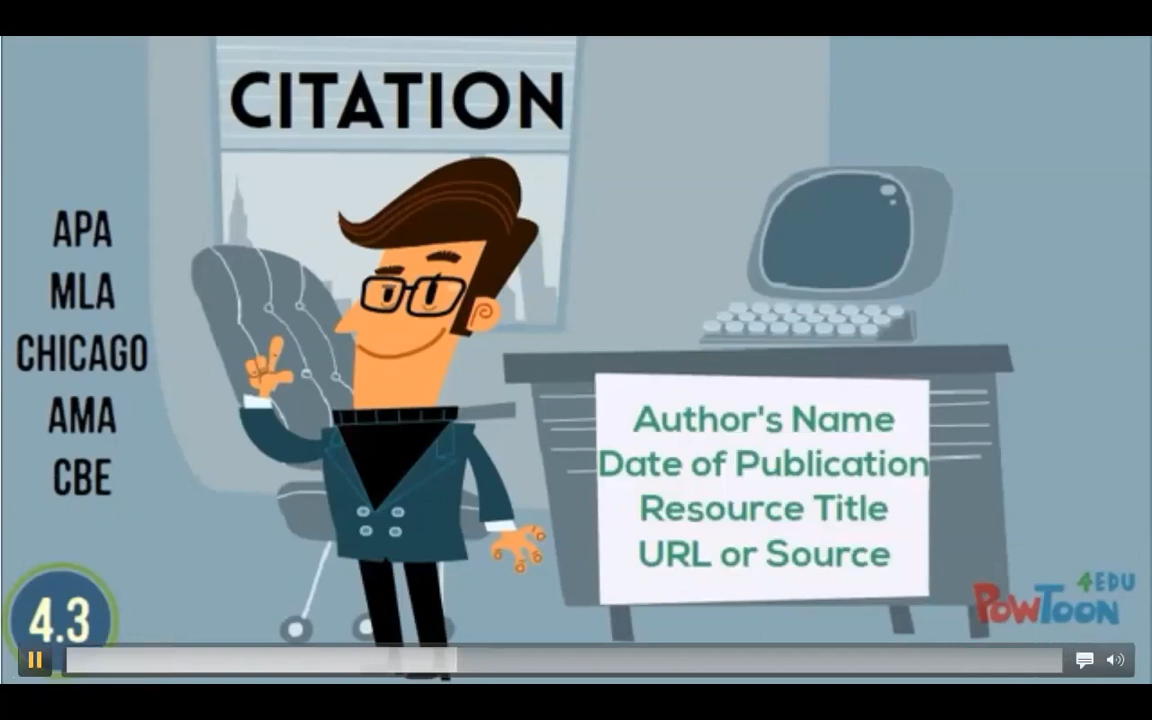 CITATION
APA
MLA
CHICAGO
AMA
CBE
Author's Name
Date of Publication
Resource Title
URL or Source
4.3
4EDU
POWTOON